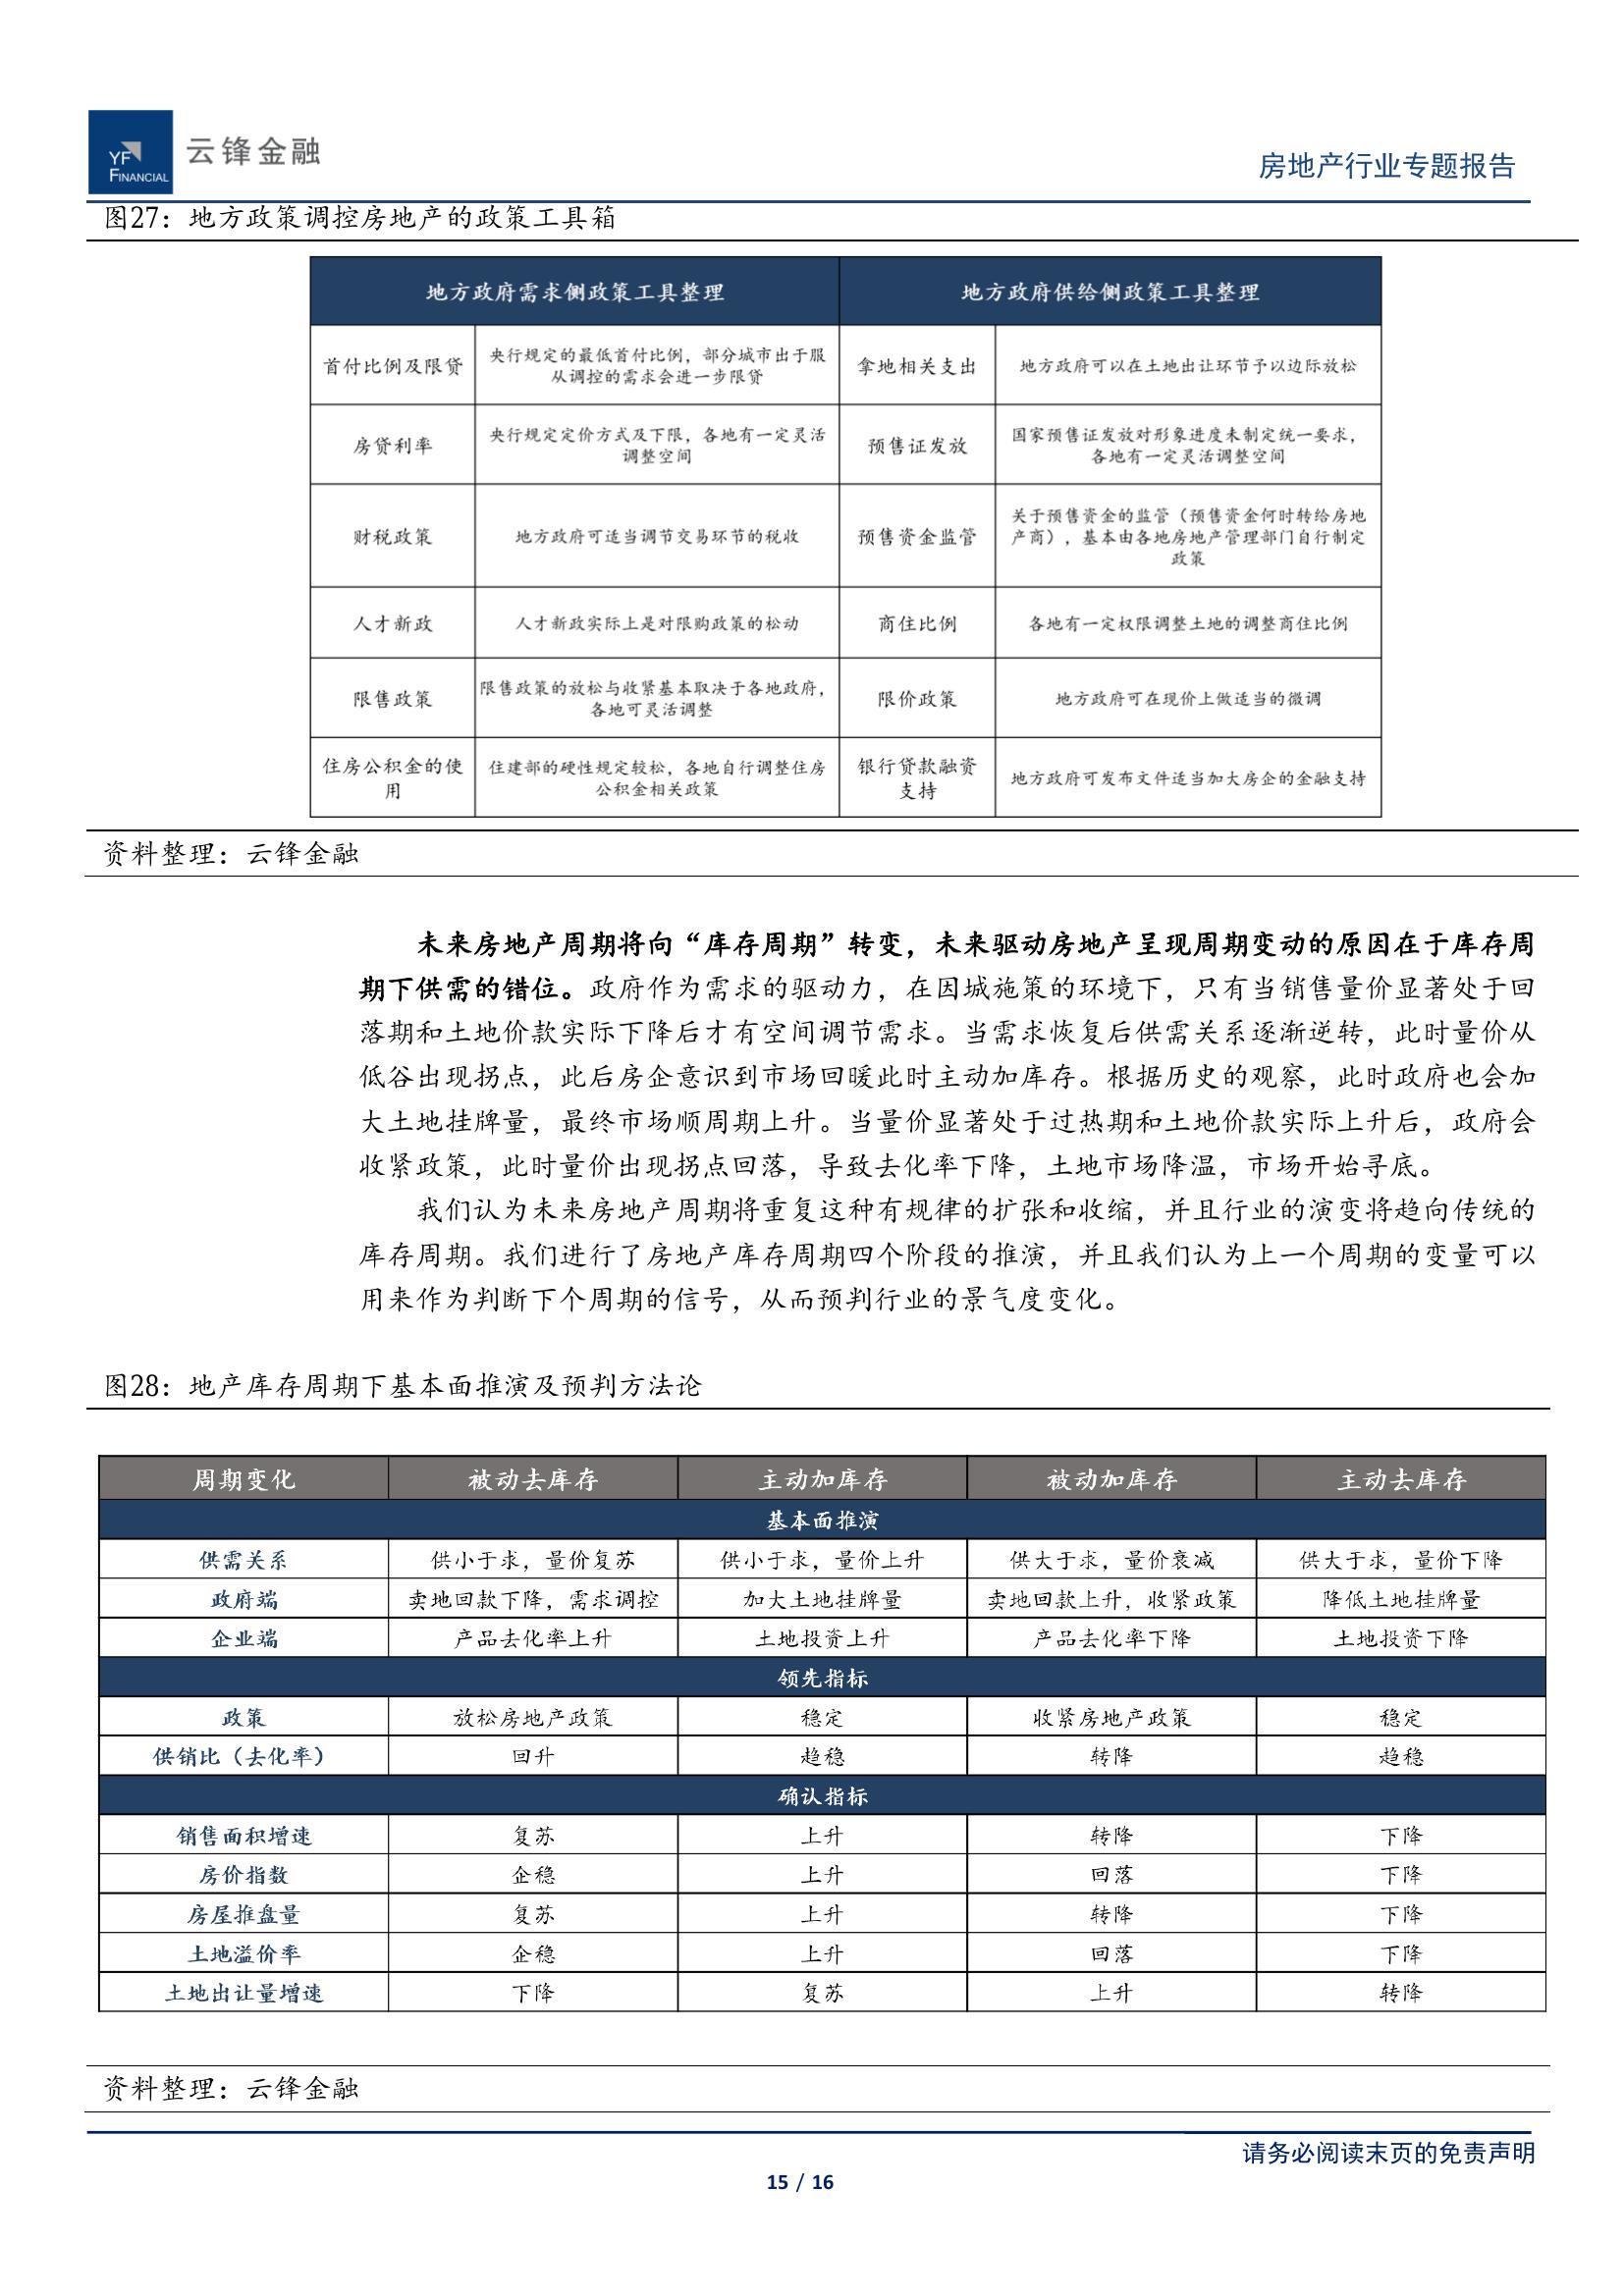 YF
FINANCIAL
云锋金融
房地产行业专题报告
图27：地方政策调控房地产的政策工具箱
地方政府需求侧政策工具整理 地方政府供给侧政策工具整理
首付比例及限贷 央行规定的最低首付比例，部分城市出于服从调控的需求会进一步限贷 拿地相关支出 地方政府可以在土地出让环节予以边际放松
房贷利率 央行规定定价方式及下限，各地有一定灵活调整空间 预售证发放 国家预售证发放对形象进度未制定统一要求，各地有一定灵活调整空间
财税政策 地方政府可适当调节交易环节的税收 预售资金监管 关于预售资金的监管（预售资金何时转给房地产商），基本由各地房地产管理部门自行制定政策
人才新政 人才新政实际上是对限购政策的松动 商住比例 各地有一定权限调整土地的调整商住比例
限售政策 限售政策的放松与收紧基本取决于各地政府，各地可灵活调整 限价政策 地方政府可在现价上做适当的微调
住房公积金的使用 住建部的硬性规定较松，各地自行调整住房公积金相关政策 银行贷款融资支持 地方政府可发布文件适当加大房企的金融支持
资料整理：云锋金融
未来房地产周期将向“库存周期”转变，未来驱动房地产呈现周期变动的原因在于库存周
期下供需的错位。政府作为需求的驱动力，在因城施策的环境下，只有当销售量价显著处于回
落期和土地价款实际下降后才有空间调节需求。当需求恢复后供需关系逐渐逆转，此时量价从
低谷出现拐点，此后房企意识到市场回暖此时主动加库存。根据历史的观察，此时政府也会加
大土地挂牌量，最终市场顺周期上升。当量价显著处于过热期和土地价款实际上升后，政府会
收紧政策，此时量价出现拐点回落，导致去化率下降，土地市场降温，市场开始寻底。
我们认为未来房地产周期将重复这种有规律的扩张和收缩，并且行业的演变将趋向传统的
库存周期。我们进行了房地产库存周期四个阶段的推演，并且我们认为上一个周期的变量可以
用来作为判断下个周期的信号，从而预判行业的景气度变化。
图28：地产库存周期下基本面推演及预判方法论
周期变化 被动去库存 主动加库存 被动加库存 主动去库存
基本面推演
供需关系 供小于求，量价复苏 供小于求，量价上升 供大于求，量价衰减 供大于求，量价下降
政府端 卖地回款下降，需求调控 加大土地挂牌量 卖地回款上升，收紧政策 降低土地挂牌量
企业端 产品去化率上升 土地投资上升 产品去化率下降 土地投资下降
领先指标
政策 放松房地产政策 稳定 收紧房地产政策 稳定
供销比（去化率） 回升 趋稳 转降 趋稳
确认指标
销售面积增速 复苏 上升 转降 下降
房价指数 企稳 上升 回落 下降
房屋推盘量 复苏 上升 转降 下降
土地溢价率 企稳 上升 回落 下降
土地出让量增速 下降 复苏 上升 转降
资料整理：云锋金融
请务必阅读末页的免责声明
15 / 16